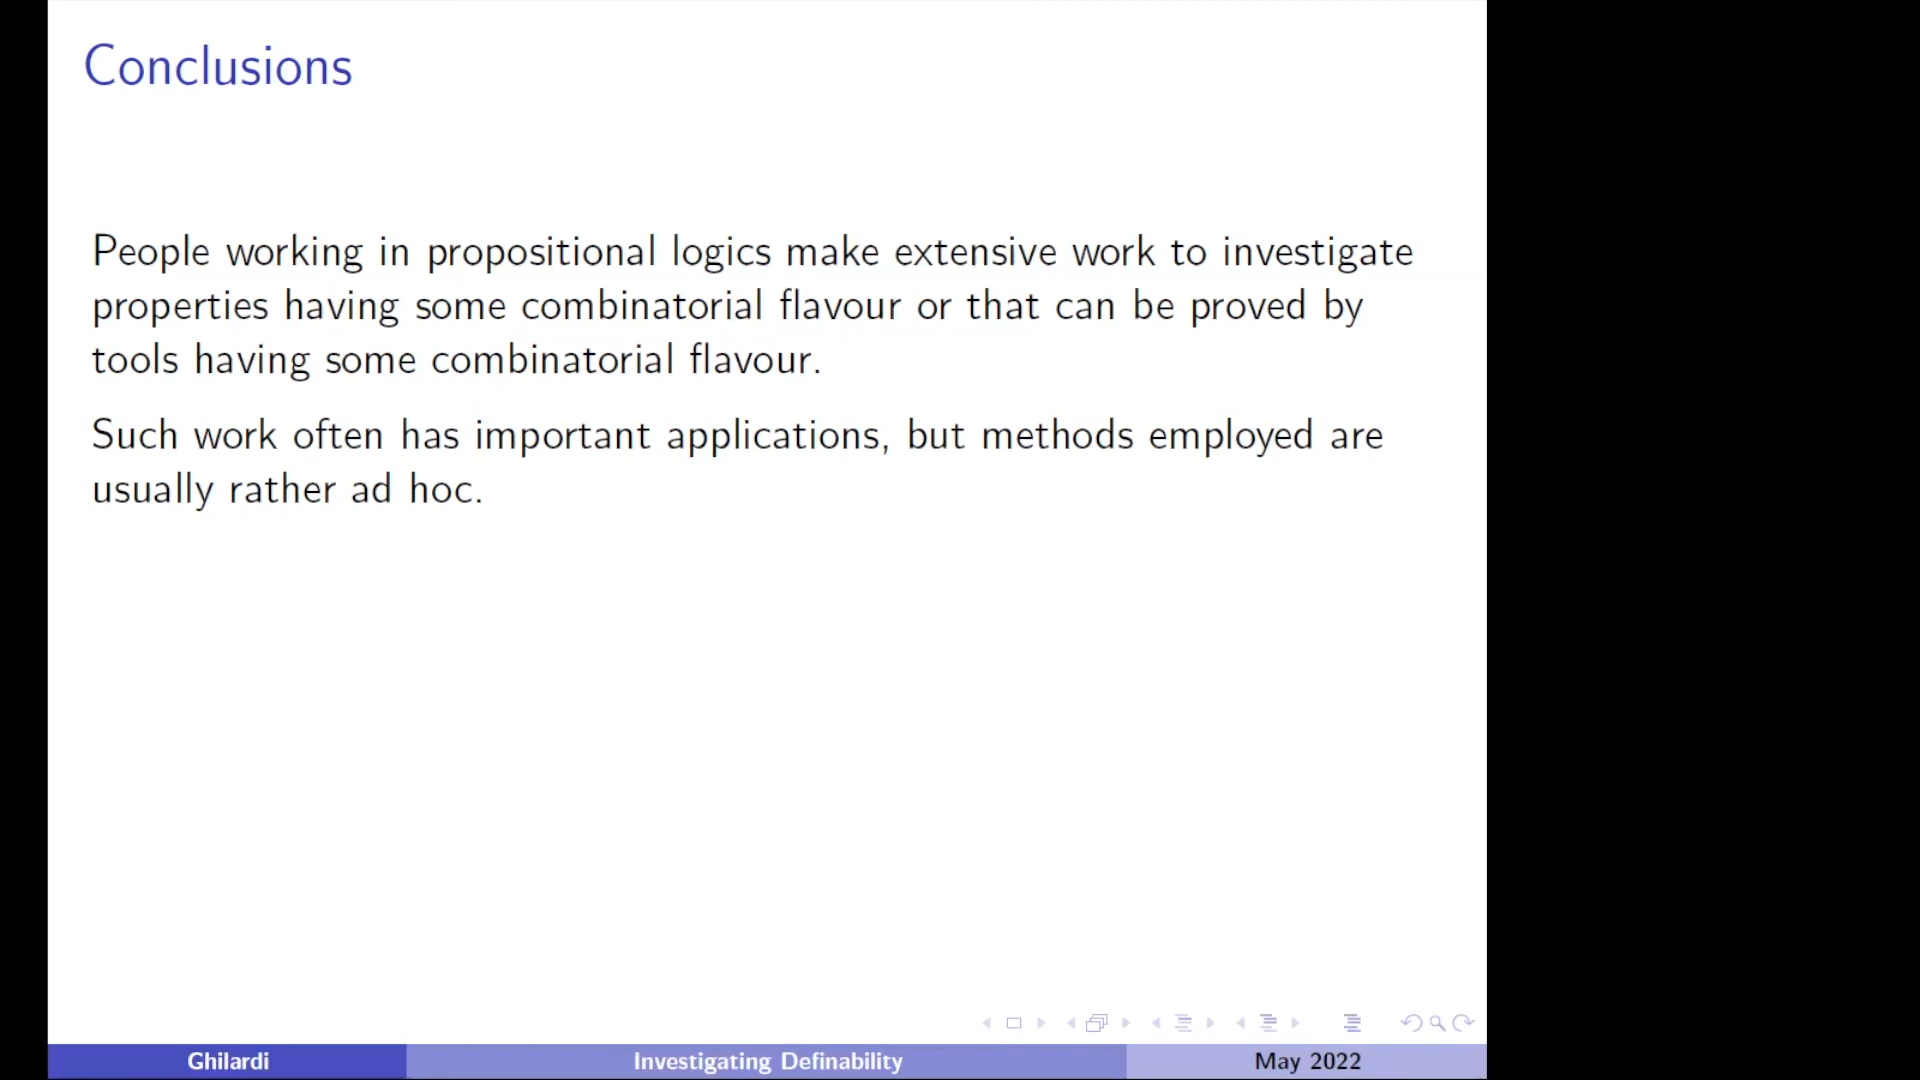 Conclusions
People working in propositional logics make extensive work to investigate
properties having some combinatorial flavour or that can be proved by
tools having some combinatorial flavour.
Such work often has important applications, but methods employed are
usually rather ad hoc.
Ghilardi Investigating Definability May 2022